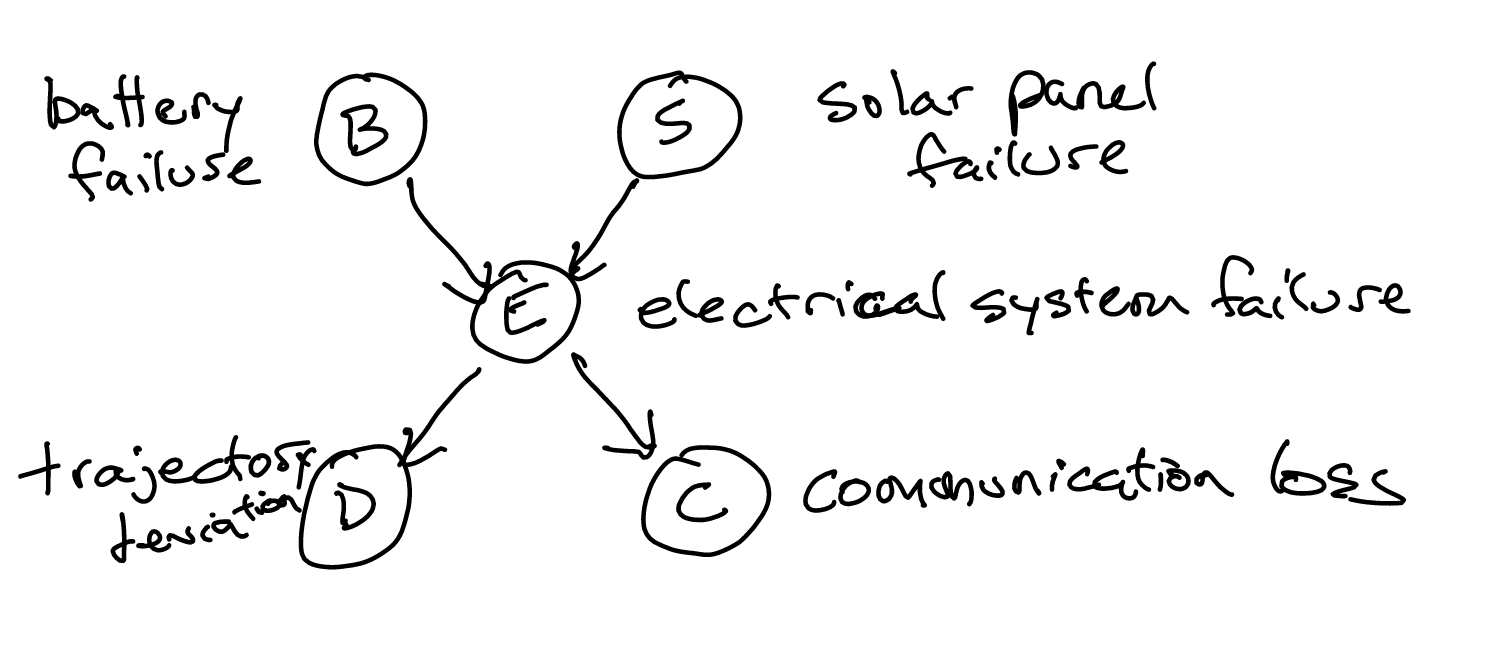 battery
failure
B
S
solar panel
failure
E
electrical system failure
trajectory
deviation
D
C
communication loss